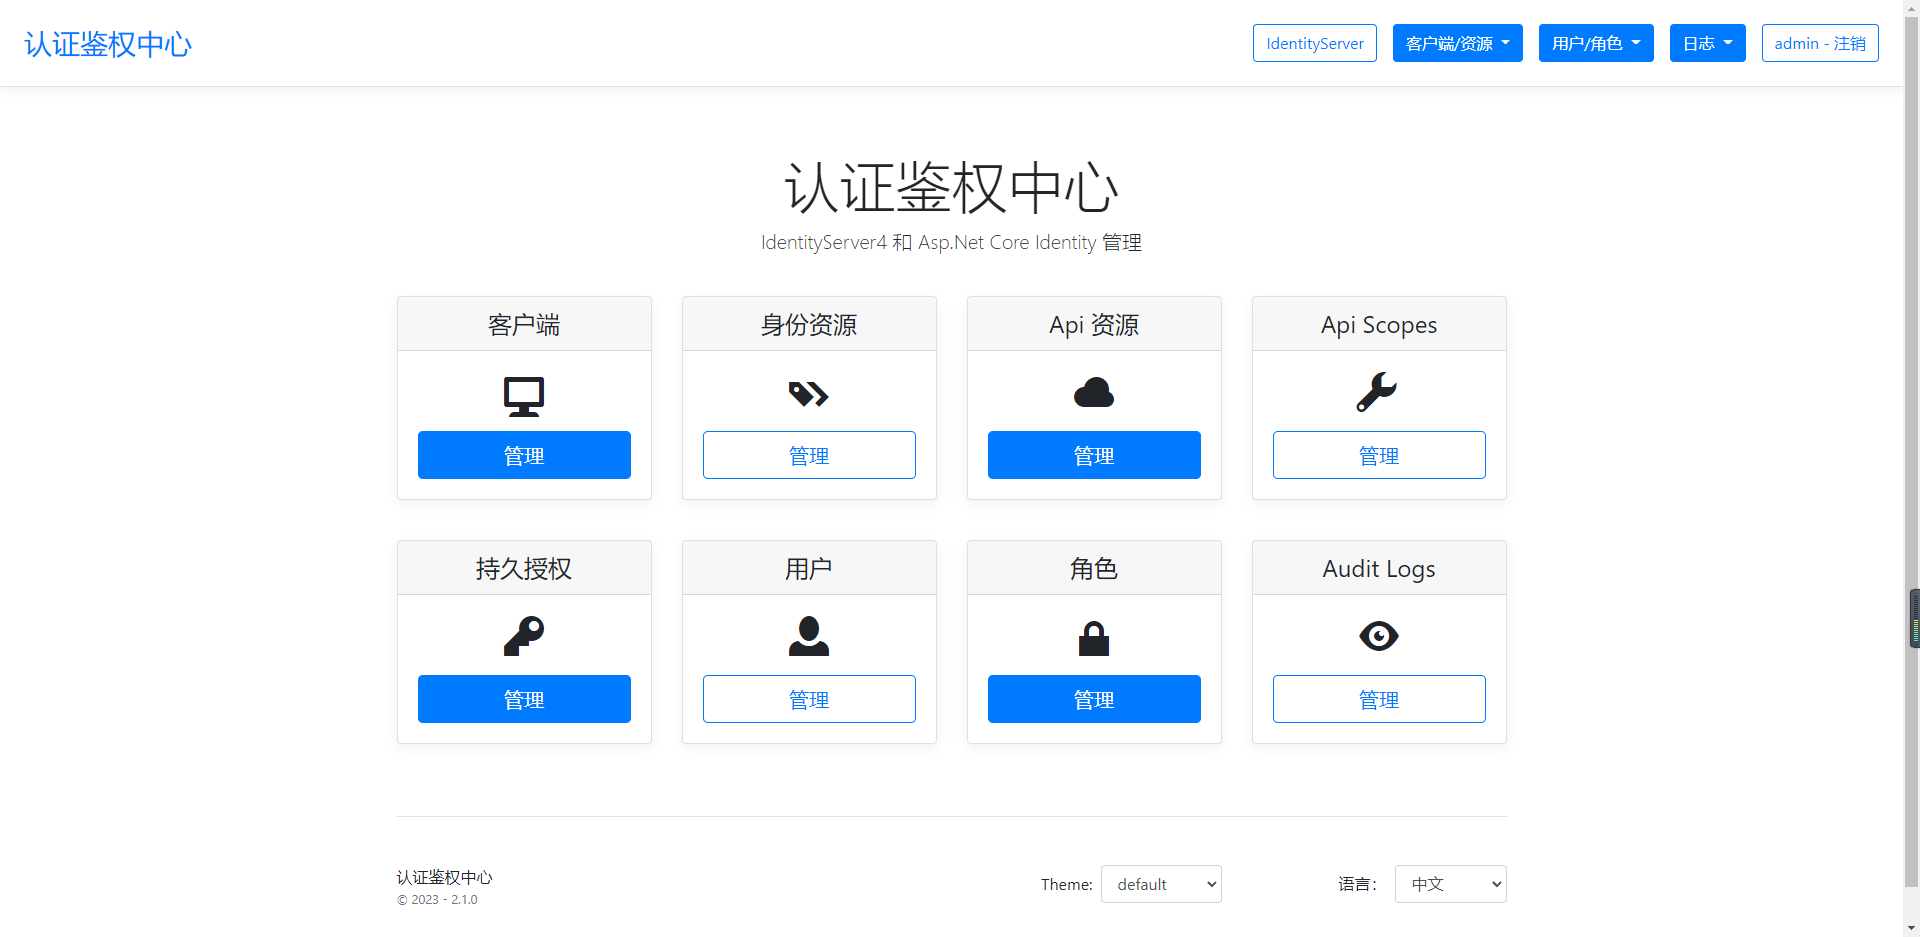 认证鉴权中心
IdentityServer
客户端/资源
用户/角色
日志
admin - 注销
认证鉴权中心
IdentityServer4 和 Asp.Net Core Identity 管理
客户端
身份资源
Api 资源
Api Scopes
管理
管理
管理
管理
持久授权
用户
角色
Audit Logs
管理
管理
管理
管理
认证鉴权中心
© 2023 - 2.1.0
Theme:
default
语言：
中文